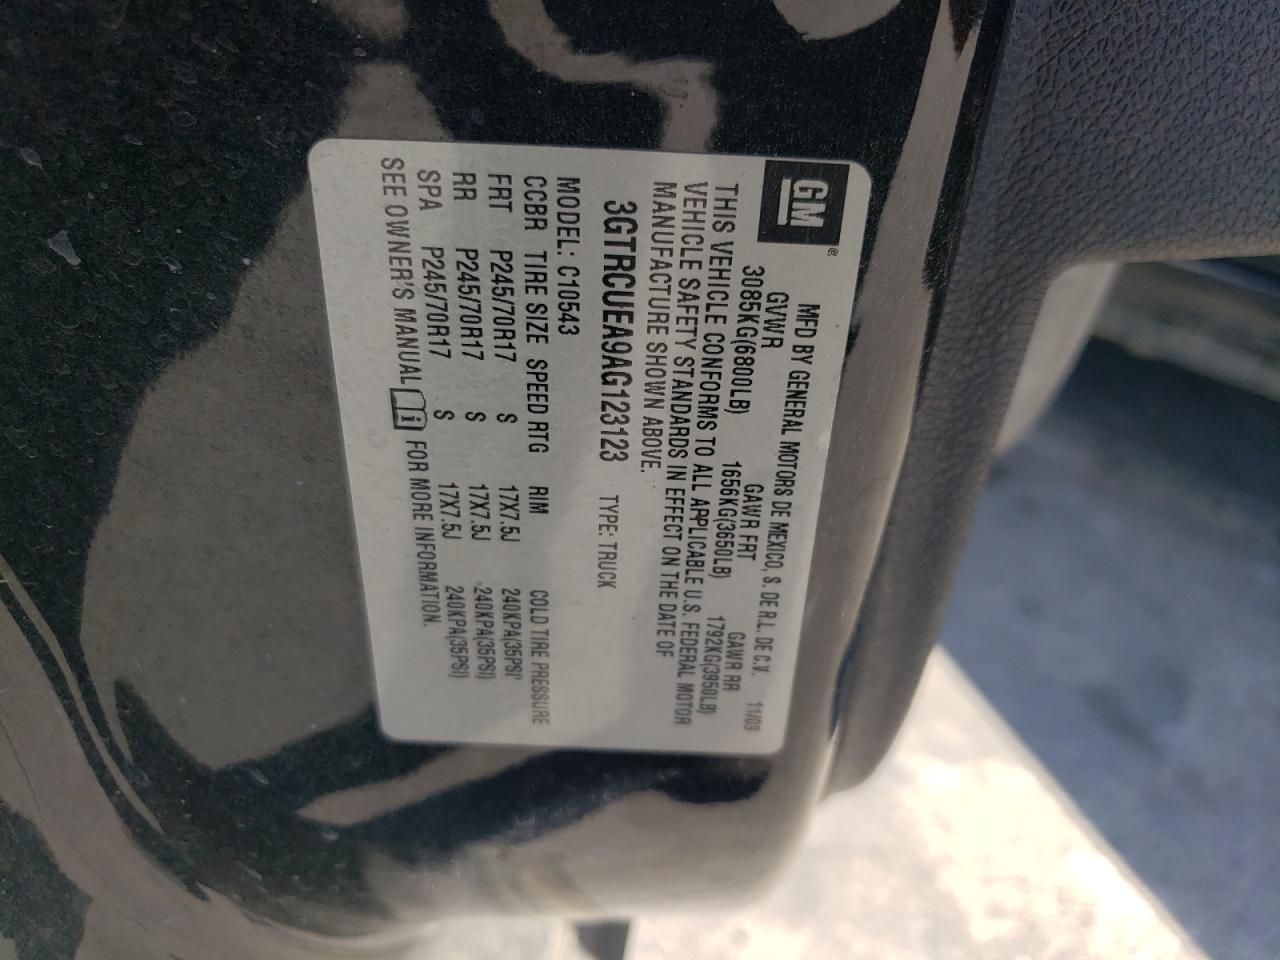 GM ®
MFD BY GENERAL MOTORS DE MEXICO, S. DE R.L. DE C.V. 11/09
GVWR GAWR FRT GAWR RR
3085KG(6800LB) 1656KG(3650LB) 1792KG(3950LB)
THIS VEHICLE CONFORMS TO ALL APPLICABLE U.S. FEDERAL MOTOR
VEHICLE SAFETY STANDARDS IN EFFECT ON THE DATE OF
MANUFACTURE SHOWN ABOVE.
3GTRCUEA9AG123123 TYPE: TRUCK
MODEL: C10543
CCBR TIRE SIZE SPEED RTG RIM COLD TIRE PRESSURE
FRT P245/70R17 S 17X7.5J 240KPA(35PSI)
RR P245/70R17 S 17X7.5J 240KPA(35PSI)
SPA P245/70R17 S 17X7.5J 240KPA(35PSI)
SEE OWNER'S MANUAL i FOR MORE INFORMATION.